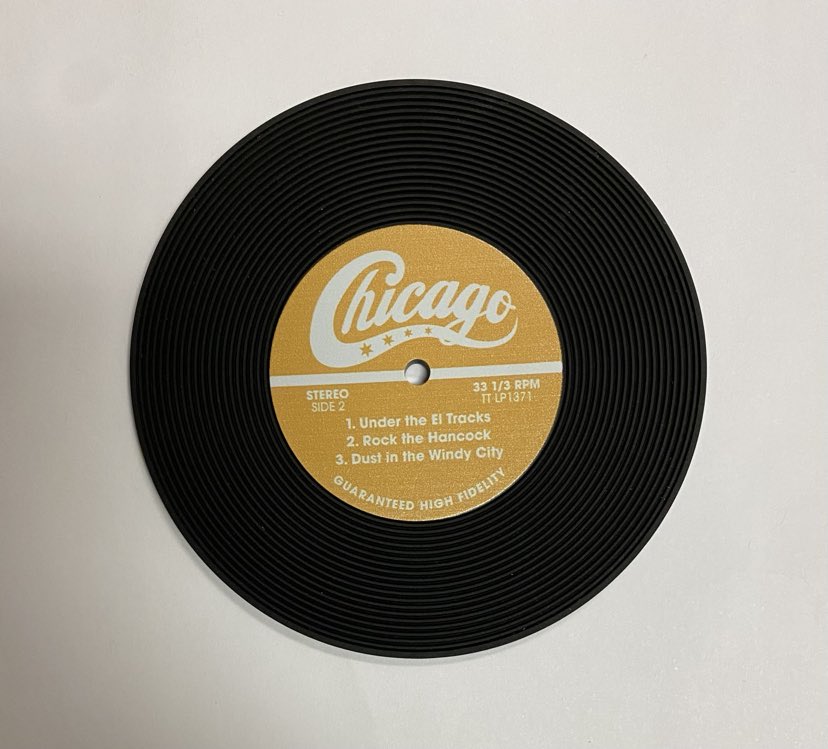 Chicago
STEREO
SIDE 2
33 1/3 RPM
TT LP1371
1. Under the El Tracks
2. Rock the Hancock
3. Dust in the Windy City
GUARANTEED HIGH FIDELITY